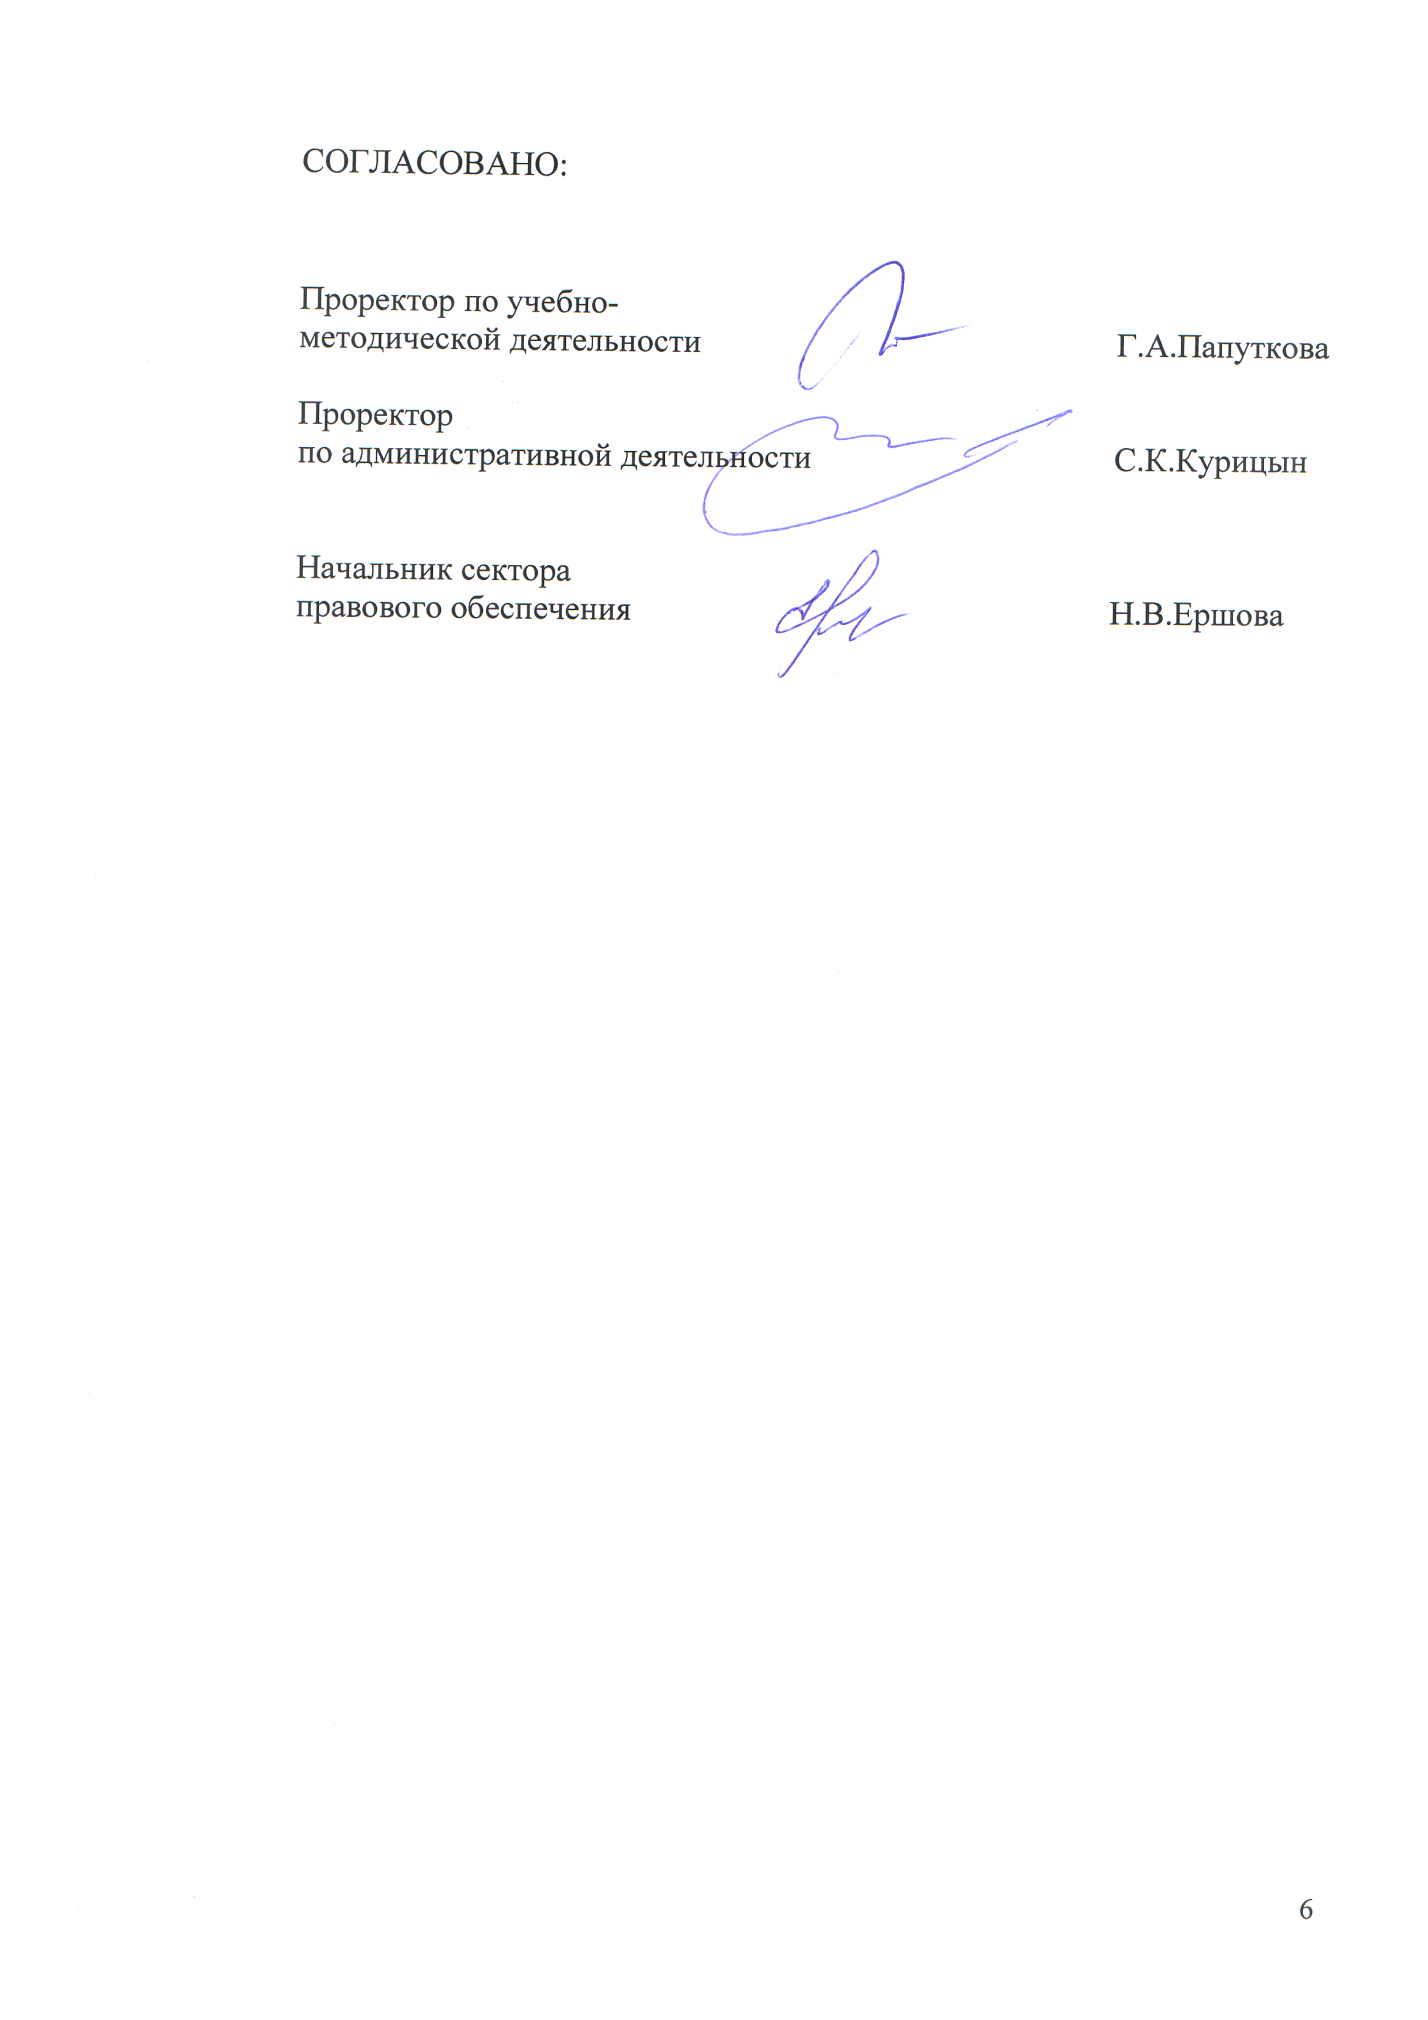 СОГЛАСОВАНО:
Проректор по учебно-
методической деятельности Г.А.Папуткова
Проректор
по административной деятельности С.К.Курицын
Начальник сектора
правового обеспечения Н.В.Ершова
6